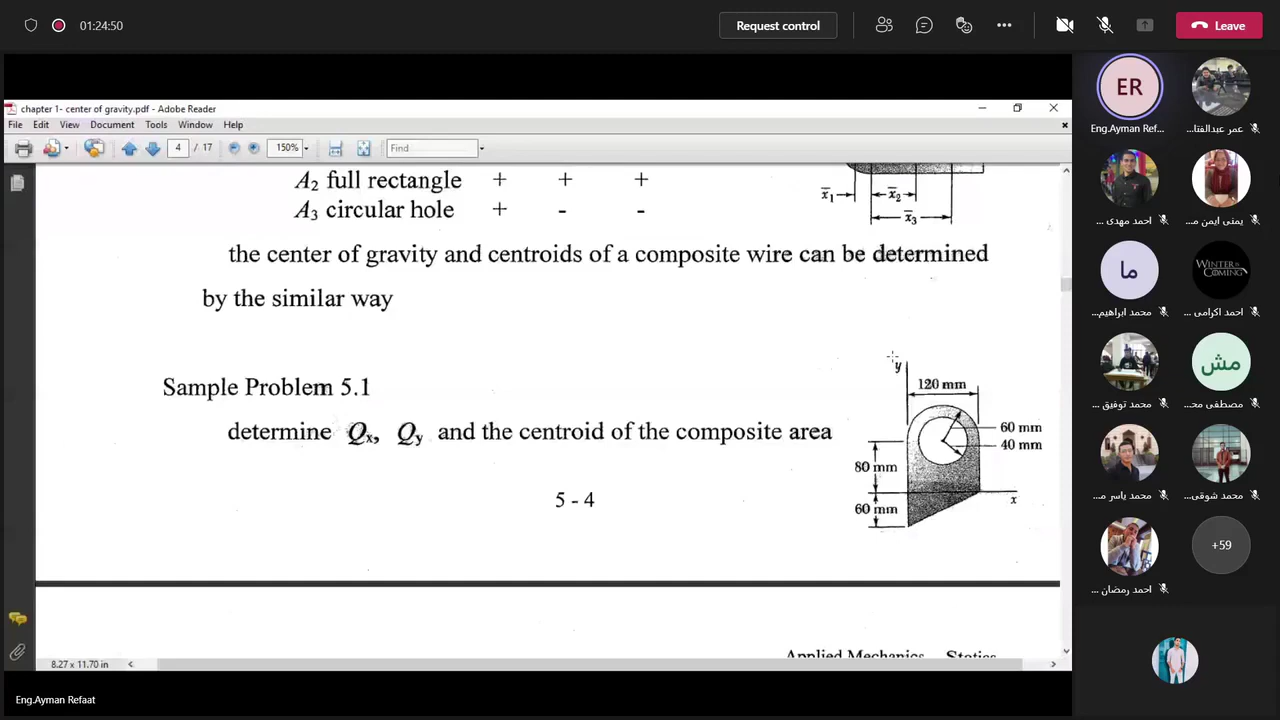 01:24:50
Request control
Leave
chapter 1- center of gravity.pdf - Adobe Reader
File Edit View Document Tools Window Help
4 / 17
150%
Find
A2 full rectangle + + +
A3 circular hole + - -
x̄1 x̄2
x̄3
the center of gravity and centroids of a composite wire can be determined
by the similar way
Sample Problem 5.1
determine Qx, Qy and the centroid of the composite area
y
120 mm
60 mm
40 mm
80 mm
x
60 mm
5 - 4
Applied Mechanics Statics
8.27 x 11.70 in
Eng.Ayman Refaat
ER
Eng.Ayman Refa...
عمر عبدالفتا...
احمد مهدى ...
يمنى ايمن م...
ما
محمد ابراهيم...
WINTER IS
COMING
احمد اكرامى ...
محمد توفيق ...
مش
مصطفى مح...
محمد ياسر م...
محمد شوقى...
احمد رمضان ...
+59